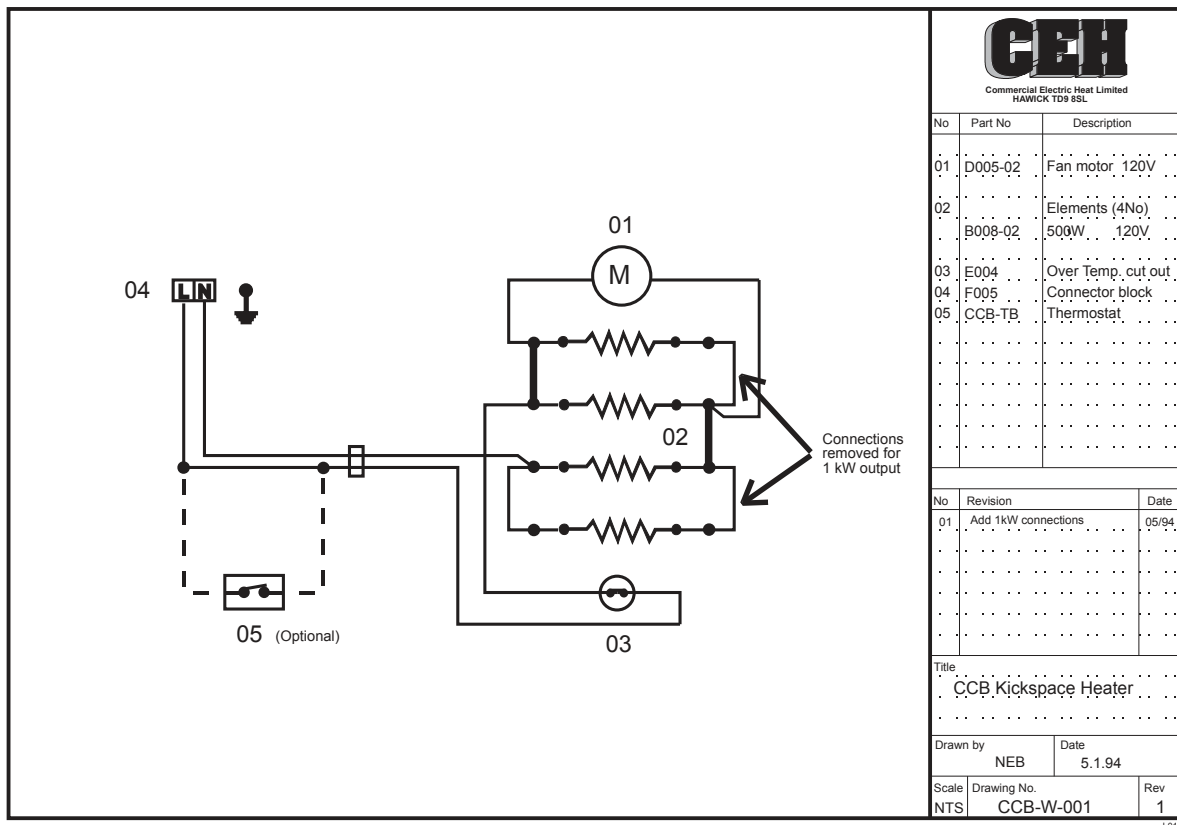 01
M
04
L N
02
Connections
removed for
1 kW output
05 (Optional)
03
CEH
Commercial Electric Heat Limited
HAWICK TD9 8SL
No Part No Description
01 D005-02 Fan motor 120V
02 Elements (4No)
B008-02 500W 120V
03 E004 Over Temp. cut out
04 F005 Connector block
05 CCB-TB Thermostat
No Revision Date
01 Add 1kW connections 05/94
Title
CCB Kickspace Heater
Drawn by Date
NEB 5.1.94
Scale Drawing No. Rev
NTS CCB-W-001 1